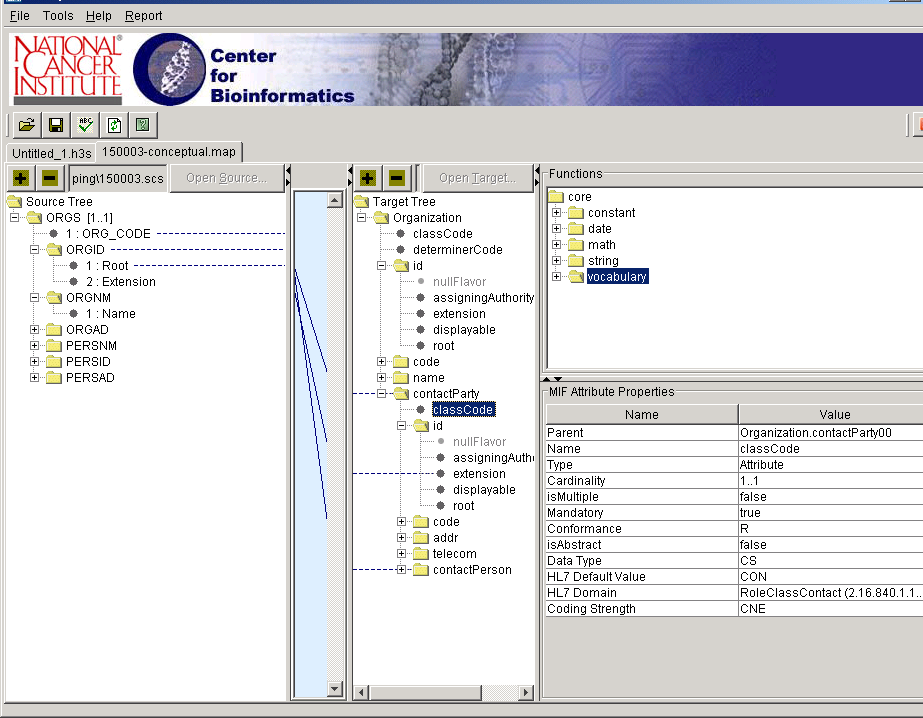 File Tools Help Report
NATIONAL
CANCER
INSTITUTE
®
Center
for
Bioinformatics
ABC
?
Untitled_1.h3s
150003-conceptual.map
ping\150003.scs
Open Source...
Source Tree
ORGS [1..1]
1 : ORG_CODE
ORGID
1 : Root
2 : Extension
ORGNM
1 : Name
ORGAD
PERSNM
PERSID
PERSAD
Open Target...
Target Tree
Organization
classCode
determinerCode
id
nullFlavor
assigningAuthority
extension
displayable
root
code
name
contactParty
classCode
id
nullFlavor
assigningAutho
extension
displayable
root
code
addr
telecom
contactPerson
Functions
core
constant
date
math
string
vocabulary
MIF Attribute Properties
Name Value
Parent Organization.contactParty00
Name classCode
Type Attribute
Cardinality 1..1
isMultiple false
Mandatory true
Conformance R
isAbstract false
Data Type CS
HL7 Default Value CON
HL7 Domain RoleClassContact (2.16.840.1.1...
Coding Strength CNE